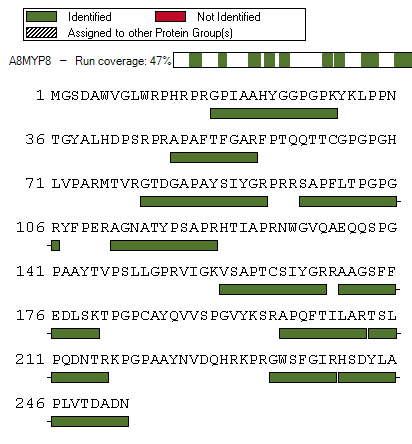 Identified Not Identified
Assigned to other Protein Group(s)
A8MYP8 – Run coverage: 47%
1 MGSDAWVGLWRPHRPRGPIAAHYGGPGPKYKLPPN
36 TGYALHDPSRPRAPAFTFGARFPTQQTTCGPGPGH
71 LVPARMTVRGTDGAPAYSIYGRPRRSAPFLTPGPG
106 RYFPERAGNATYPSAPRHTIAPRNWGVQAEQQSPG
141 PAAYTVPSLLGPRVIGKVSAPTCSIYGRRAAGSFF
176 EDLSKTPGPCAYQVVSPGVYKSRAPQFTILARTSL
211 PQDNTRKPGPAAYNVDQHRKPRGWSFGIRHSDYLA
246 PLVTDADN